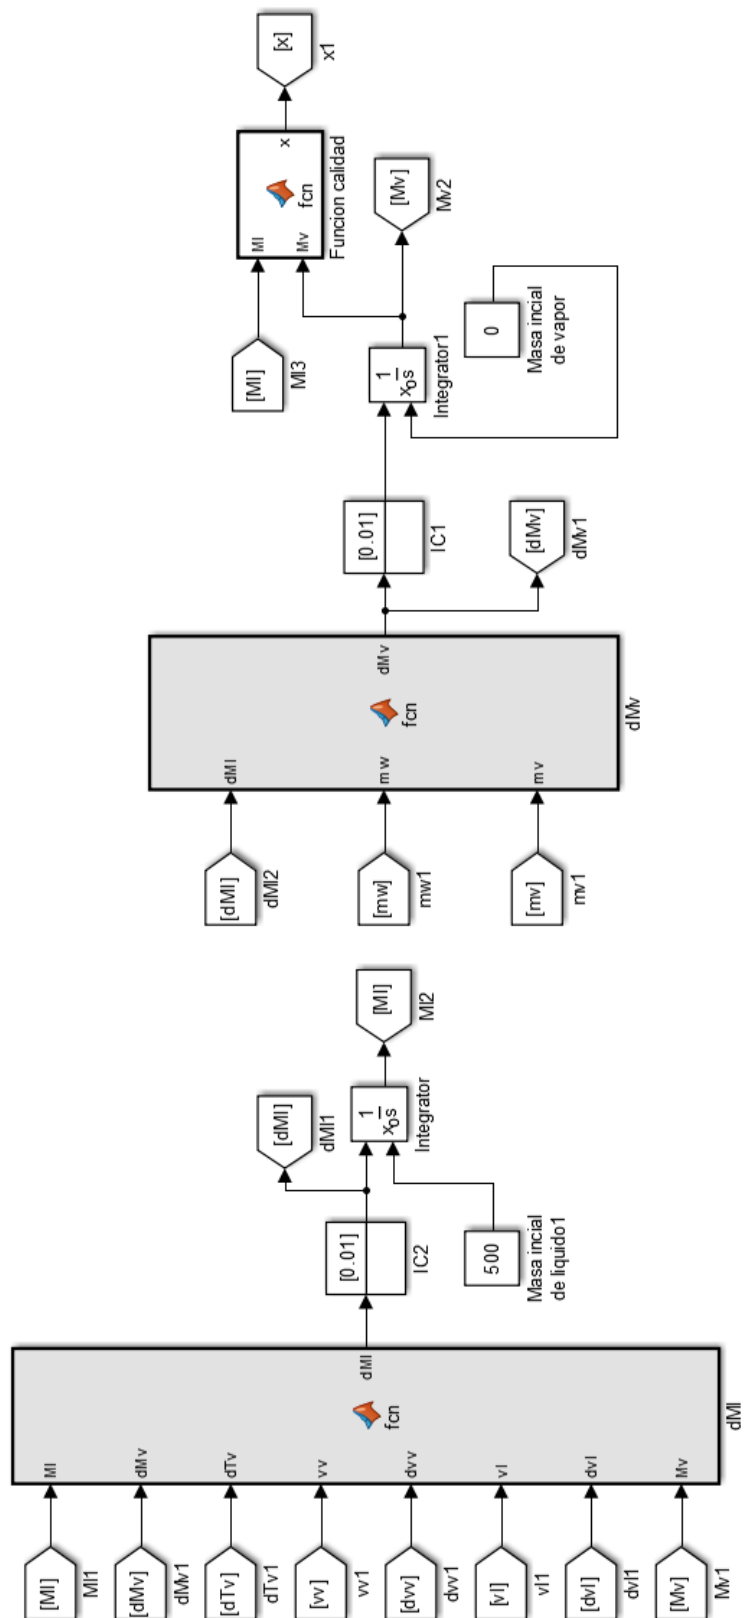 [Ml]
Ml1
[dMv]
dMv1
[dTv]
dTv1
[vv]
vv1
[dvv]
dvv1
[vl]
vl1
[dvl]
dvl1
[Mv]
Mv1
Ml
dMv
dTv
vv
dvv
vl
dvl
Mv
fcn
dMl
dMl
[0.01]
IC2
500
Masa incial
de liquido1
[dMl]
dMl1
1
x₀ s
Integrator
[Ml]
Ml2
[dMl]
dMl2
[mw]
mw1
[mv]
mv1
dMl
mw
mv
fcn
dMv
dMv
[0.01]
IC1
[dMv]
dMv1
[Ml]
Ml3
1
x₀ s
Integrator1
0
Masa incial
de vapor
Ml
Mv
fcn
x
Funcion calidad
[Mv]
Mv2
[x]
x1